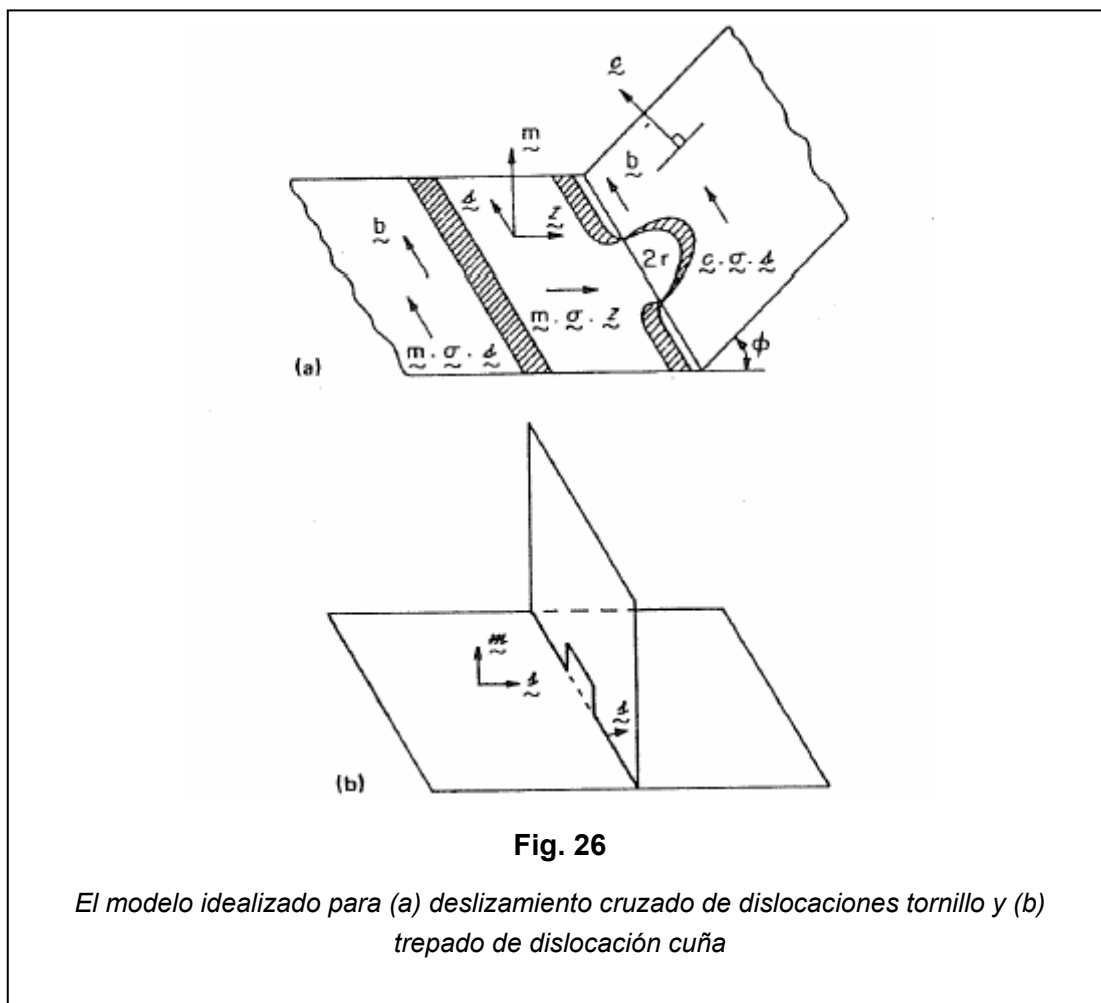 c
m
b
s
z
b
2r
c . σ . s
m . σ . z
m . σ . s
ϕ
(a)
m
s
s
(b)
Fig. 26
El modelo idealizado para (a) deslizamiento cruzado de dislocaciones tornillo y (b)
trepado de dislocación cuña